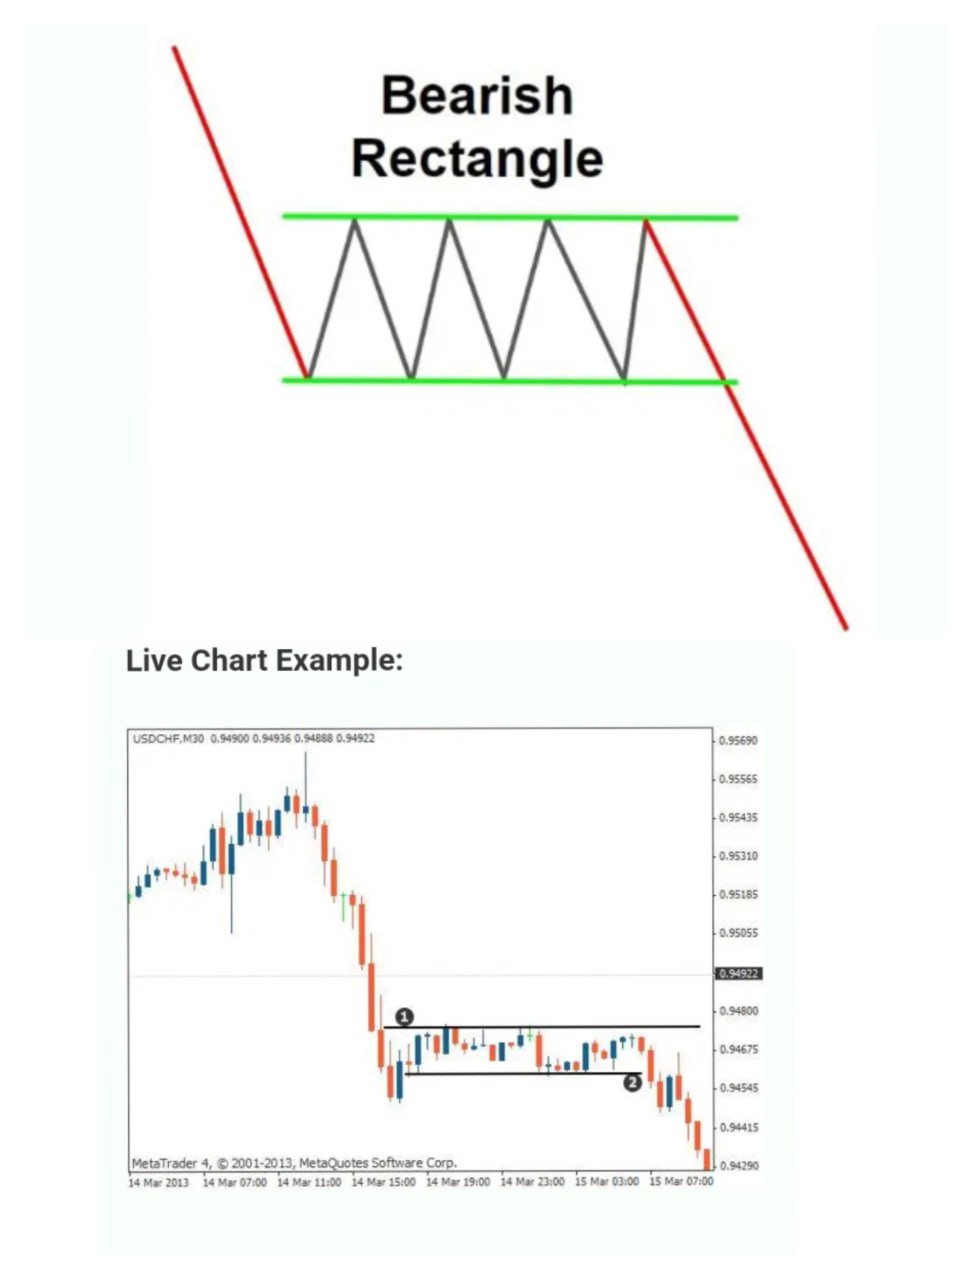 Bearish
Rectangle
Live Chart Example:
USDCHF,M30 0.94900 0.94936 0.94888 0.94922
0.95690
0.95565
0.95435
0.95310
0.95185
0.95055
0.94922
0.94800
0.94675
0.94545
0.94415
0.94290
1
2
MetaTrader 4, © 2001-2013, MetaQuotes Software Corp.
14 Mar 2013 14 Mar 07:00 14 Mar 11:00 14 Mar 15:00 14 Mar 19:00 14 Mar 23:00 15 Mar 03:00 15 Mar 07:00